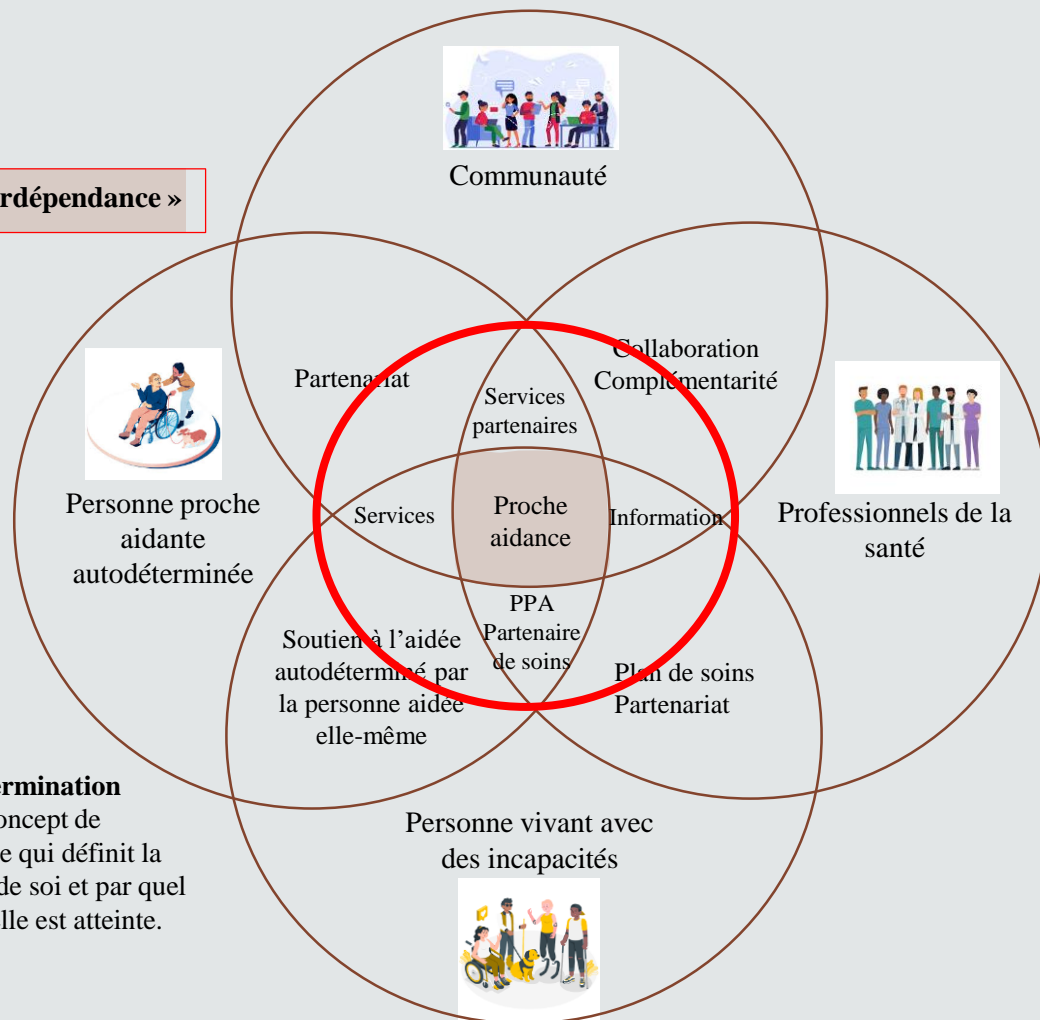 Communauté
rdépendance »
Partenariat
Collaboration
Complémentarité
Services
partenaires
Personne proche
aidante
autodéterminée
Services
Proche
aidance
Information
Professionnels de la
santé
PPA
Partenaire
de soins
Soutien à l’aidée
autodéterminé par
la personne aidée
elle-même
Plan de soins
Partenariat
ermination
oncept de
e qui définit la
de soi et par quel
elle est atteinte.
Personne vivant avec
des incapacités